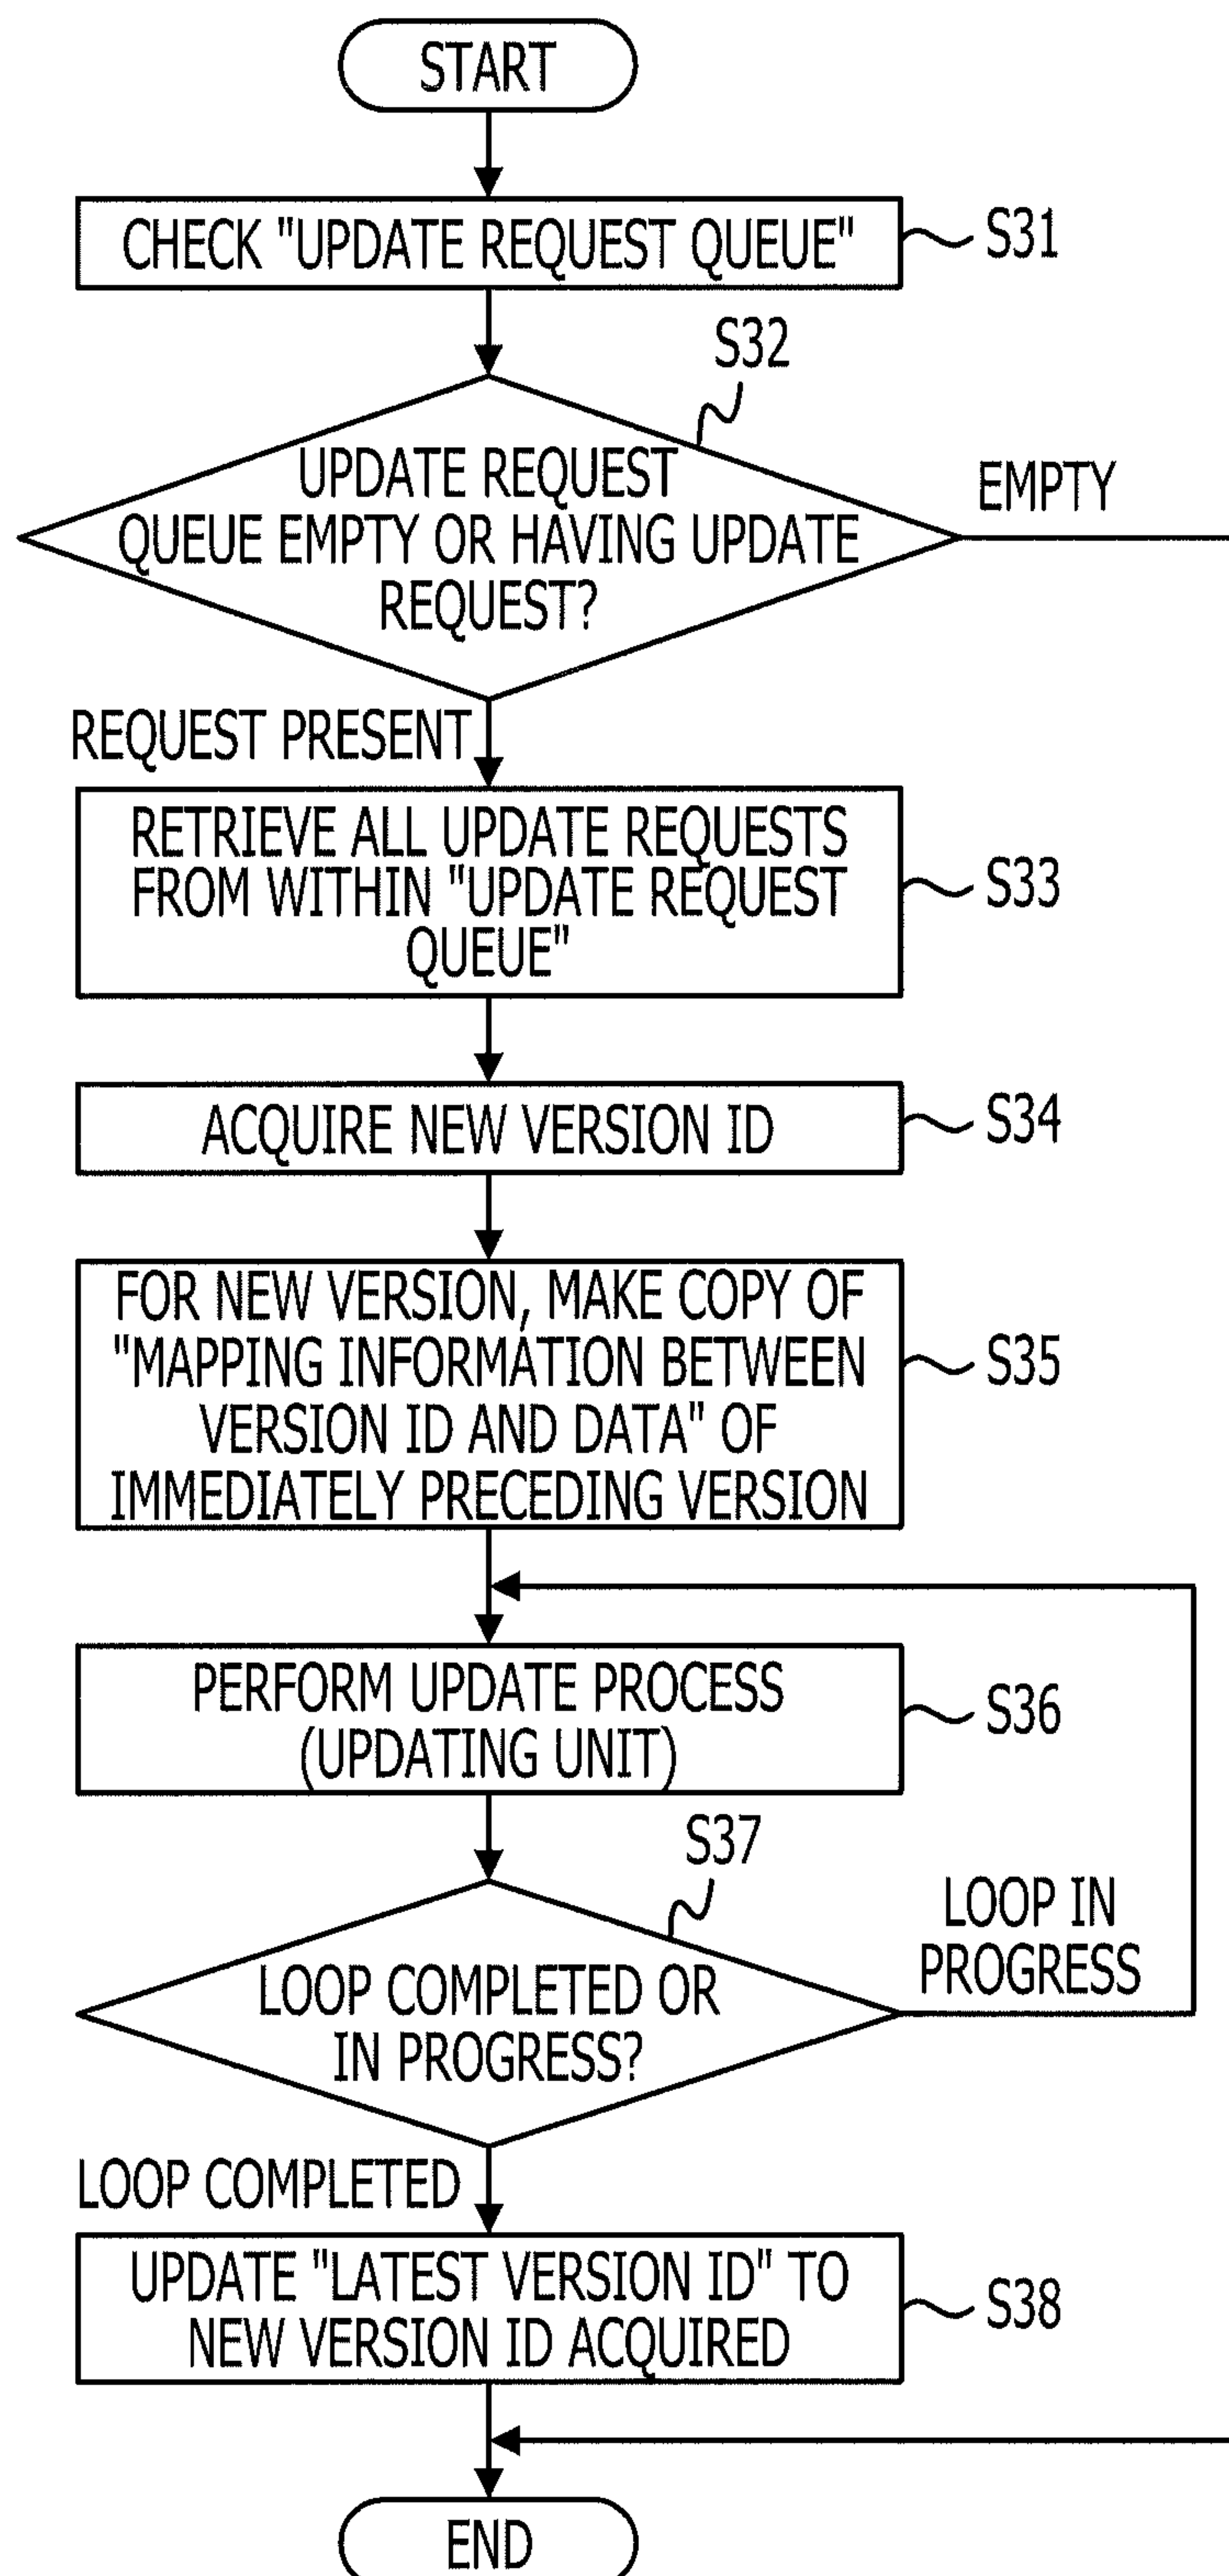 START
CHECK "UPDATE REQUEST QUEUE"
S31
S32
UPDATE REQUEST
QUEUE EMPTY OR HAVING UPDATE
REQUEST?
EMPTY
REQUEST PRESENT
RETRIEVE ALL UPDATE REQUESTS
FROM WITHIN "UPDATE REQUEST
QUEUE"
S33
ACQUIRE NEW VERSION ID
S34
FOR NEW VERSION, MAKE COPY OF
"MAPPING INFORMATION BETWEEN
VERSION ID AND DATA" OF
IMMEDIATELY PRECEDING VERSION
S35
PERFORM UPDATE PROCESS
(UPDATING UNIT)
S36
S37
LOOP COMPLETED OR
IN PROGRESS?
LOOP IN
PROGRESS
LOOP COMPLETED
UPDATE "LATEST VERSION ID" TO
NEW VERSION ID ACQUIRED
S38
END